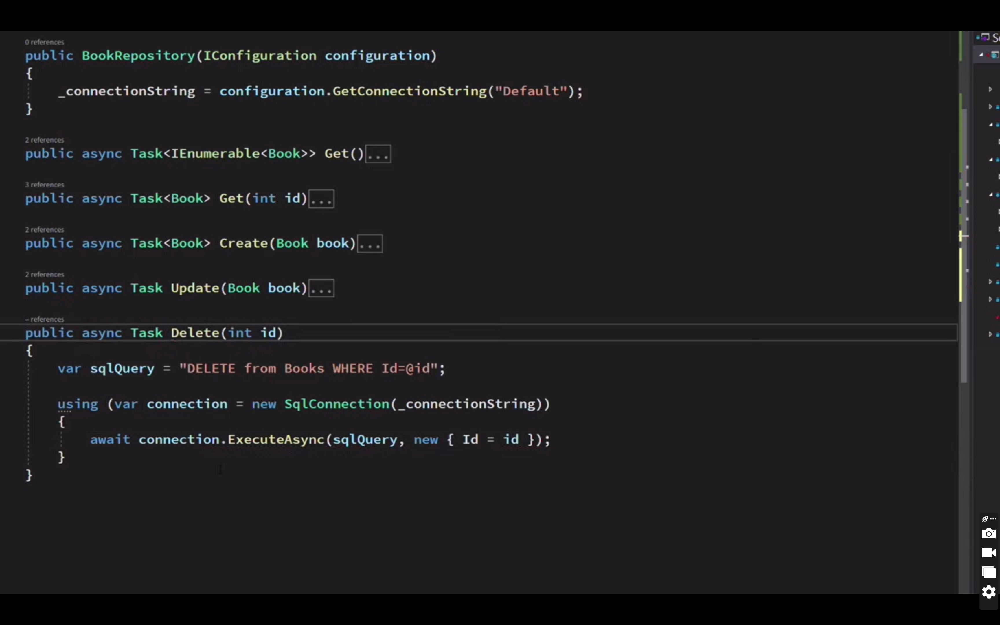 0 references
public BookRepository(IConfiguration configuration)
{
_connectionString = configuration.GetConnectionString("Default");
}
2 references
public async Task<IEnumerable<Book>> Get()...
3 references
public async Task<Book> Get(int id)...
2 references
public async Task<Book> Create(Book book)...
2 references
public async Task Update(Book book)...
– references
public async Task Delete(int id)
{
var sqlQuery = "DELETE from Books WHERE Id=@id";
using (var connection = new SqlConnection(_connectionString))
{
await connection.ExecuteAsync(sqlQuery, new { Id = id });
}
}